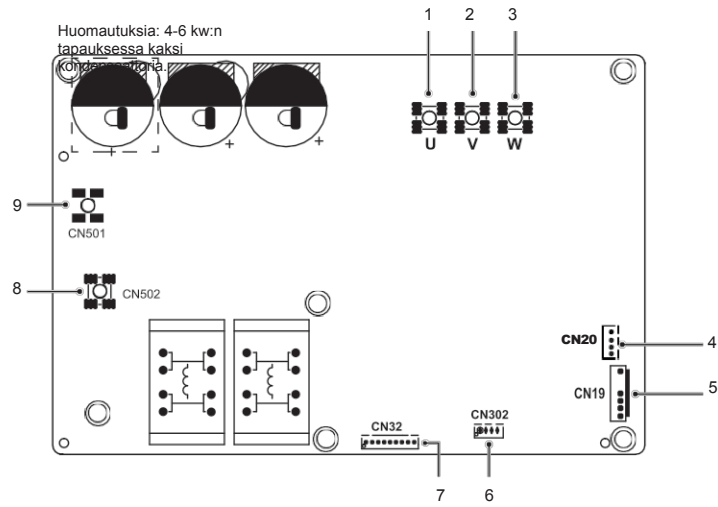 Huomautuksia: 4-6 kw:n
tapauksessa kaksi
kondensaattoria.
1
2
3
U
V
W
9
CN501
8
CN502
CN20
4
CN19
5
CN302
CN32
7
6